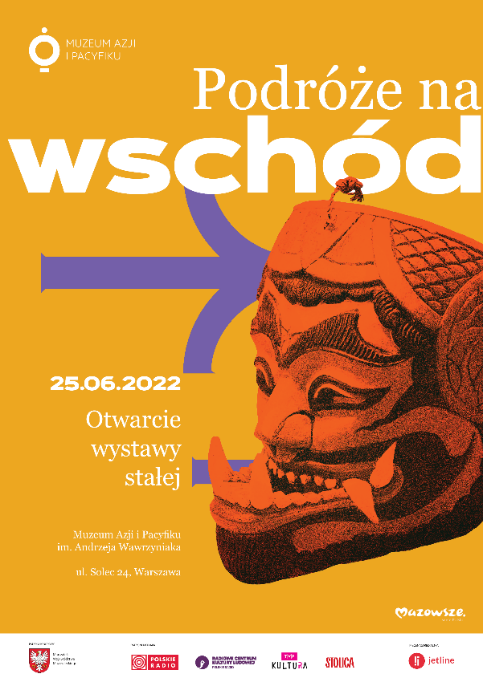 MUZEUM AZJI
I PACYFIKU
Podróże na
wschód
25.06.2022
Otwarcie
wystawy
stałej
Muzeum Azji i Pacyfiku
im. Andrzeja Wawrzyniaka
ul. Solec 24, Warszawa
mazowsze.
POLSKIE
RADIO
RADIOWE CENTRUM
KULTURY LUDOWEJ
TVP
KULTURA
STOLICA
jetline